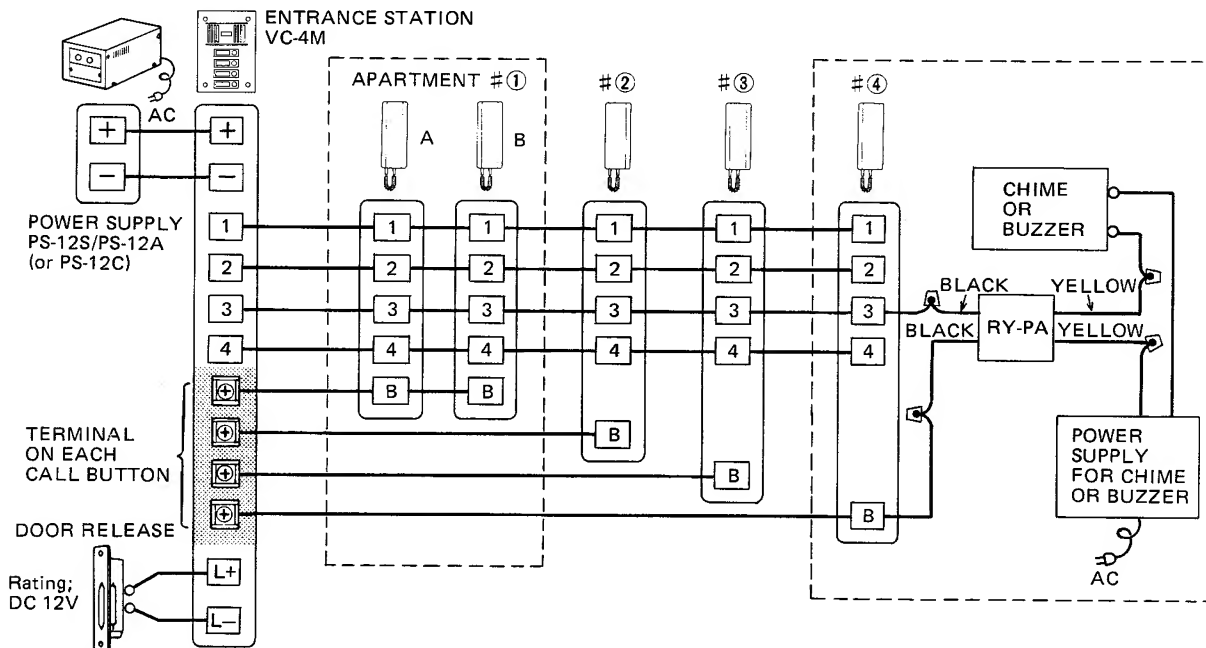 ENTRANCE STATION
VC-4M
AC
APARTMENT #①
#②
#③
#④
A
B
+
+
−
−
POWER SUPPLY
PS-12S/PS-12A
(or PS-12C)
1 1 1 1 1 1
2 2 2 2 2 2
3 3 3 3 3 3
4 4 4 4 4 4
B B
B
B
B
TERMINAL
ON EACH
CALL BUTTON
DOOR RELEASE
Rating;
DC 12V
L+
L−
CHIME
OR
BUZZER
BLACK
YELLOW
BLACK
RY-PA
YELLOW
POWER
SUPPLY
FOR CHIME
OR BUZZER
AC